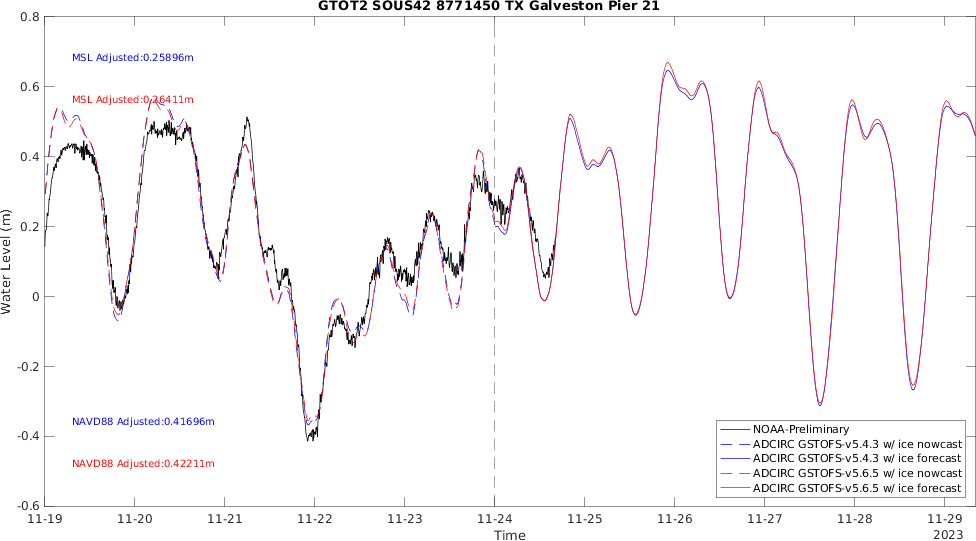 GTOT2 SOUS42 8771450 TX Galveston Pier 21
0.8
0.6
0.4
0.2
0
-0.2
-0.4
-0.6
Water Level (m)
MSL Adjusted:0.25896m
MSL Adjusted:0.26411m
NAVD88 Adjusted:0.41696m
NAVD88 Adjusted:0.42211m
NOAA-Preliminary
ADCIRC GSTOFS-v5.4.3 w/ ice nowcast
ADCIRC GSTOFS-v5.4.3 w/ ice forecast
ADCIRC GSTOFS-v5.6.5 w/ ice nowcast
ADCIRC GSTOFS-v5.6.5 w/ ice forecast
11-19 11-20 11-21 11-22 11-23 11-24 11-25 11-26 11-27 11-28 11-29
2023
Time